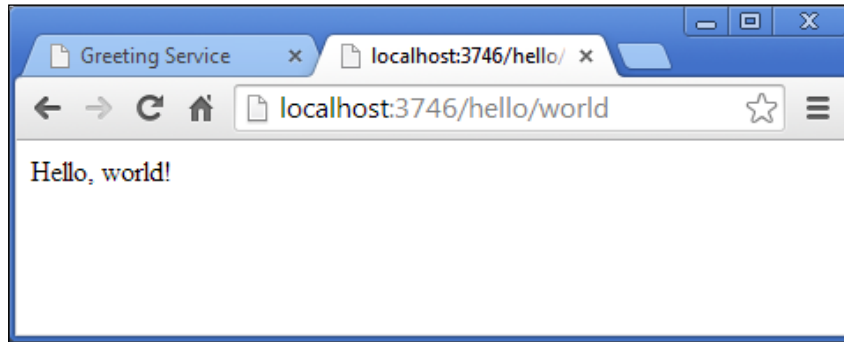 Greeting Service
localhost:3746/hello/
localhost:3746/hello/world
Hello, world!